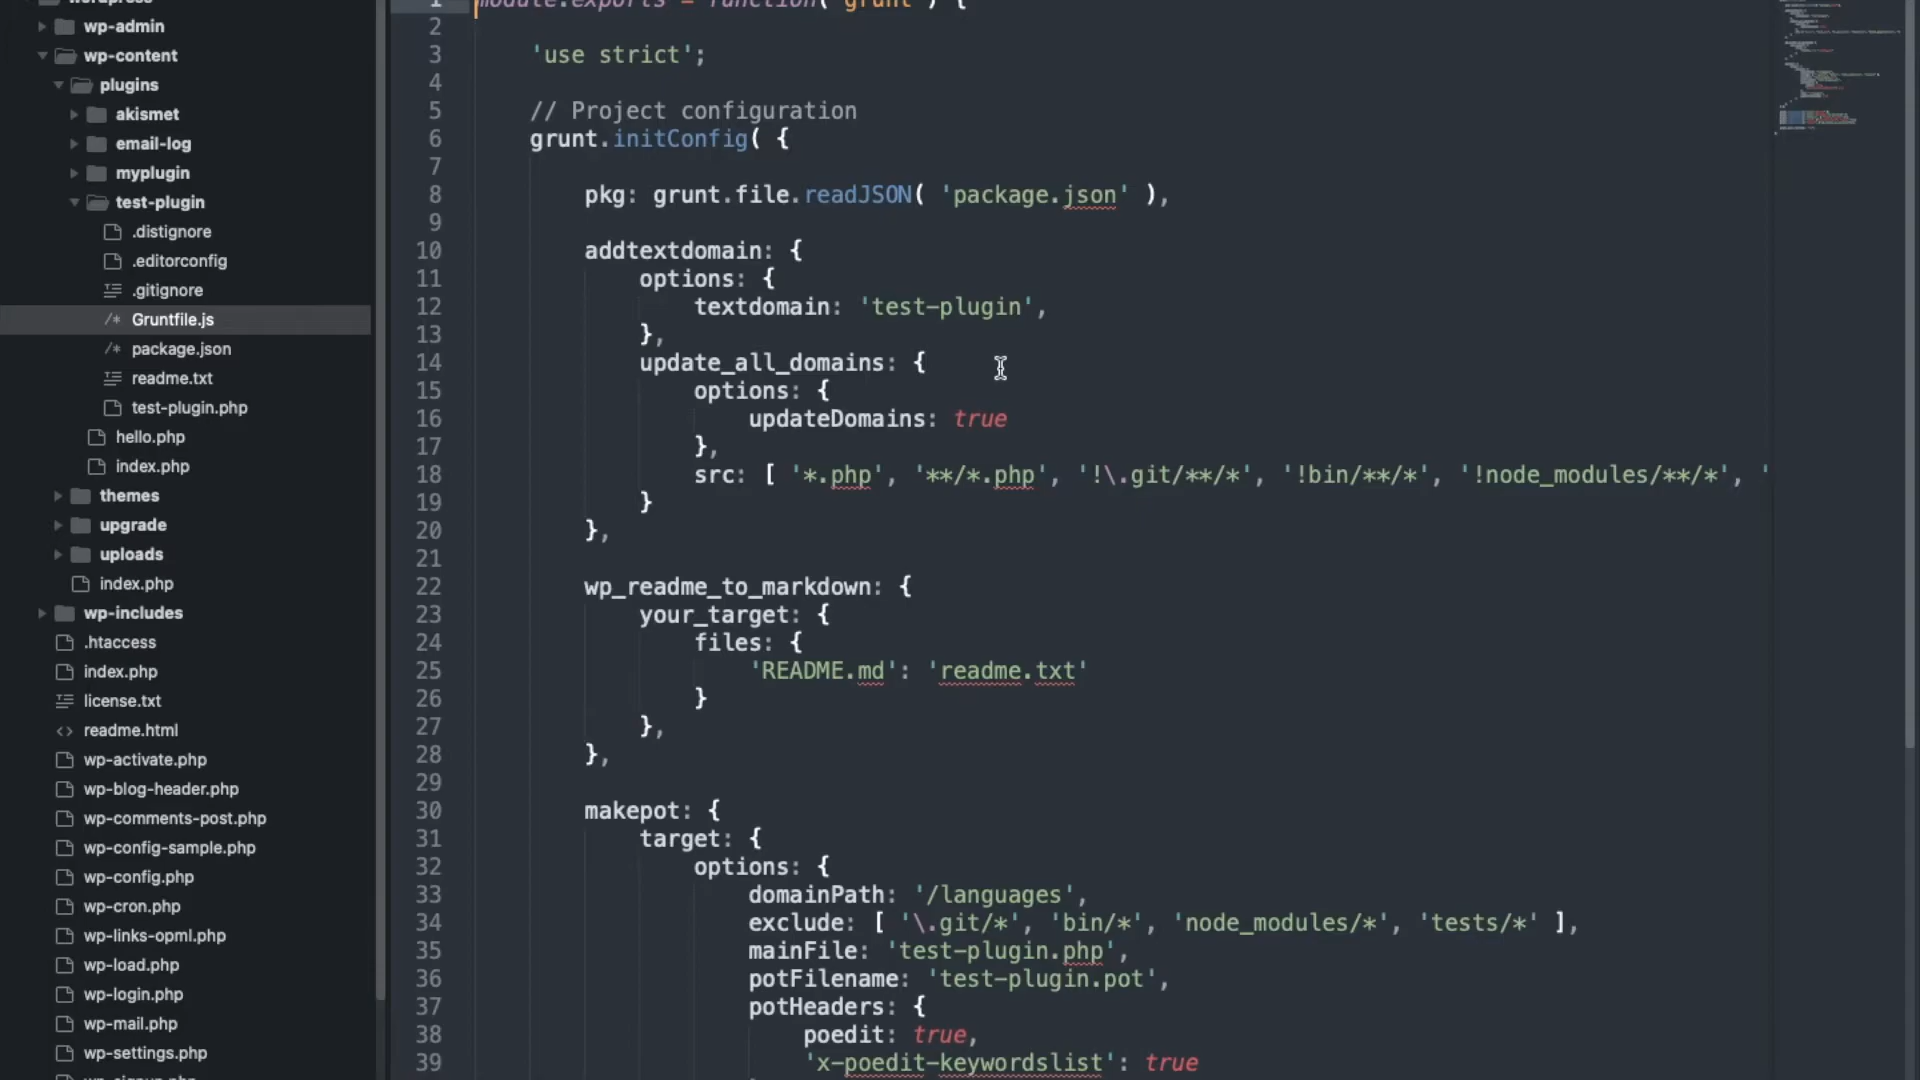 wordpress
wp-admin
wp-content
plugins
akismet
email-log
myplugin
test-plugin
.distignore
.editorconfig
.gitignore
/* Gruntfile.js
/* package.json
readme.txt
test-plugin.php
hello.php
index.php
themes
upgrade
uploads
index.php
wp-includes
.htaccess
index.php
license.txt
<> readme.html
wp-activate.php
wp-blog-header.php
wp-comments-post.php
wp-config-sample.php
wp-config.php
wp-cron.php
wp-links-opml.php
wp-load.php
wp-login.php
wp-mail.php
wp-settings.php
1 module.exports = function( grunt ) {
2
3 'use strict';
4
5 // Project configuration
6 grunt.initConfig( {
7
8 pkg: grunt.file.readJSON( 'package.json' ),
9
10 addtextdomain: {
11 options: {
12 textdomain: 'test-plugin',
13 },
14 update_all_domains: {
15 options: {
16 updateDomains: true
17 },
18 src: [ '*.php', '**/*.php', '!\.git/**/*', '!bin/**/*', '!node_modules/**/*', '
19 }
20 },
21
22 wp_readme_to_markdown: {
23 your_target: {
24 files: {
25 'README.md': 'readme.txt'
26 }
27 },
28 },
29
30 makepot: {
31 target: {
32 options: {
33 domainPath: '/languages',
34 exclude: [ '\.git/*', 'bin/*', 'node_modules/*', 'tests/*' ],
35 mainFile: 'test-plugin.php',
36 potFilename: 'test-plugin.pot',
37 potHeaders: {
38 poedit: true,
39 'x-poedit-keywordslist': true